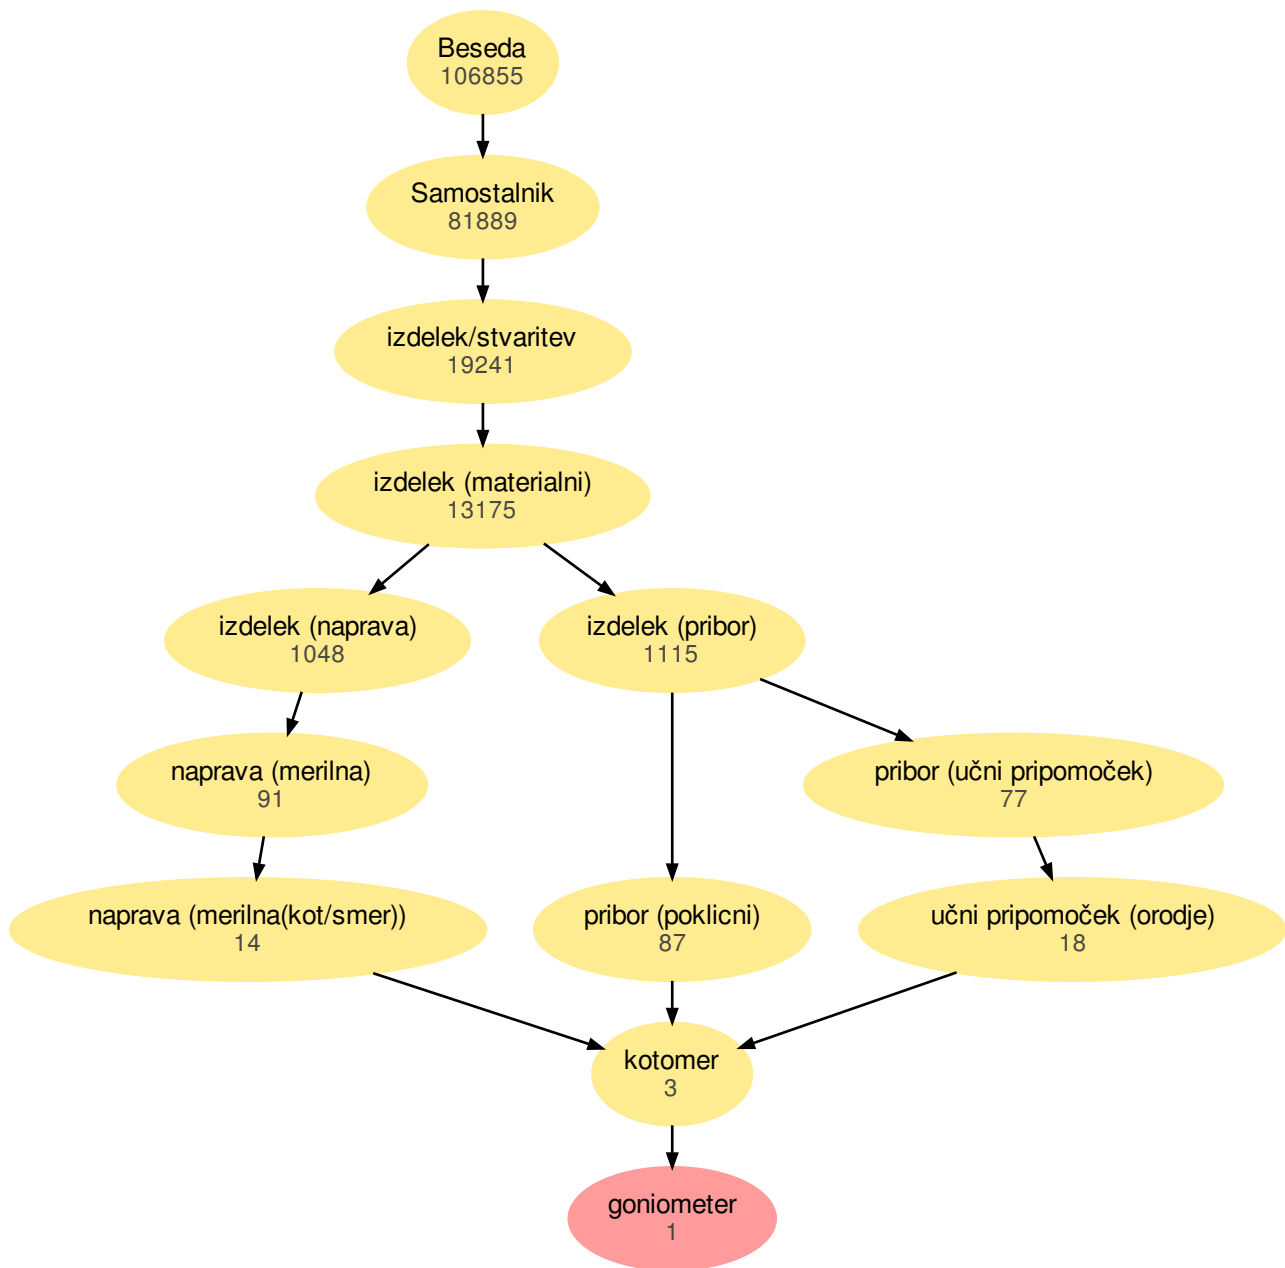 Beseda
106855
Samostalnik
81889
izdelek/stvaritev
19241
izdelek (materialni)
13175
izdelek (naprava)
1048
izdelek (pribor)
1115
naprava (merilna)
91
pribor (učni pripomoček)
77
naprava (merilna(kot/smer))
14
pribor (poklicni)
87
učni pripomoček (orodje)
18
kotomer
3
goniometer
1